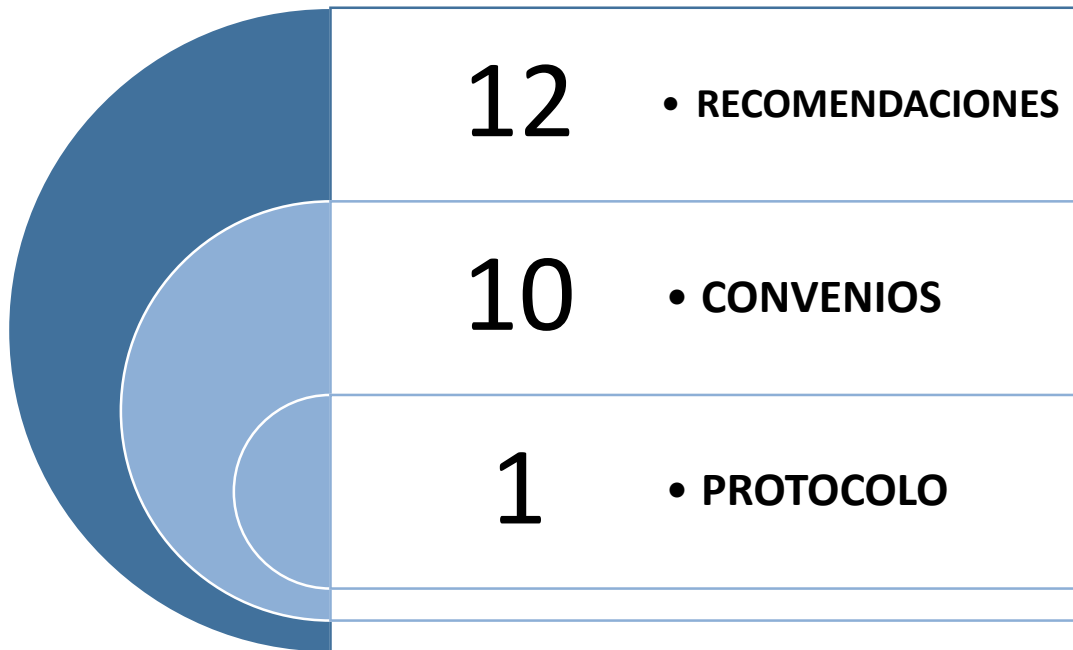 12 • RECOMENDACIONES
10 • CONVENIOS
1 • PROTOCOLO